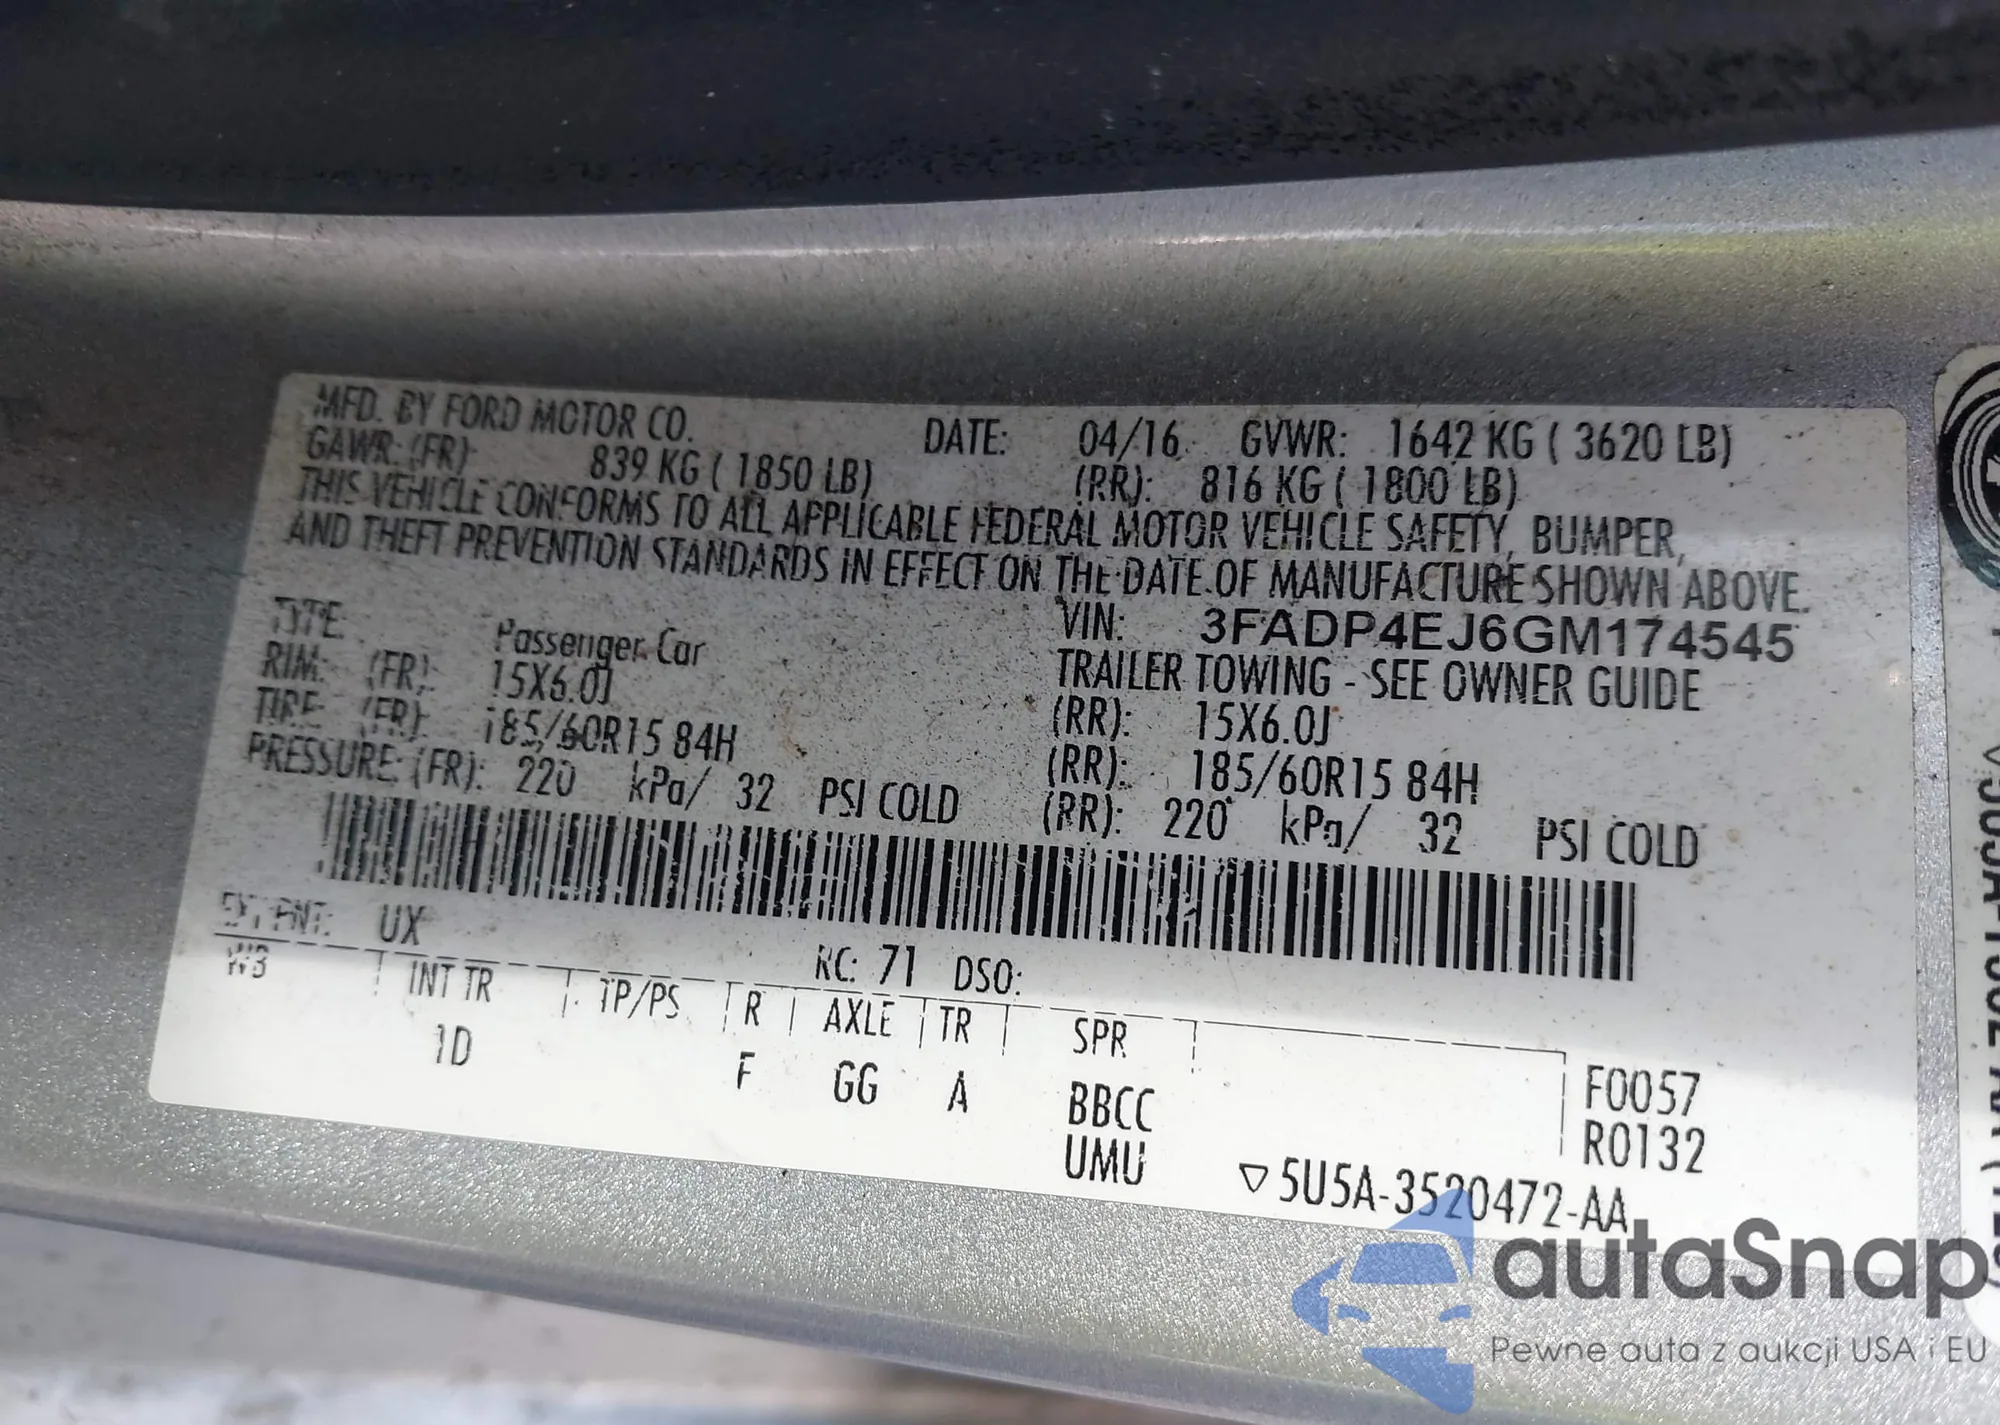 MFD. BY FORD MOTOR CO. DATE: 04/16 GVWR: 1642 KG ( 3620 LB)
GAWR: (FR): 839 KG ( 1850 LB) (RR): 816 KG ( 1800 LB)
THIS VEHICLE CONFORMS TO ALL APPLICABLE FEDERAL MOTOR VEHICLE SAFETY, BUMPER,
AND THEFT PREVENTION STANDARDS IN EFFECT ON THE DATE OF MANUFACTURE SHOWN ABOVE.
VIN: 3FADP4EJ6GM174545
TYPE: Passenger Car TRAILER TOWING - SEE OWNER GUIDE
RIM: (FR): 15X6.0J (RR): 15X6.0J
TIRE: (FR): 185/60R15 84H (RR): 185/60R15 84H
PRESSURE: (FR): 220 kPa/ 32 PSI COLD (RR): 220 kPa/ 32 PSI COLD
EXT PNT: UX RC: 71 DSO:
WB INT TR TP/PS R AXLE TR SPR
1D F GG A BBCC F0057
UMU R0132
▽5U5A-3520472-AA
autaSnap
Pewne auta z aukcji USA i EU